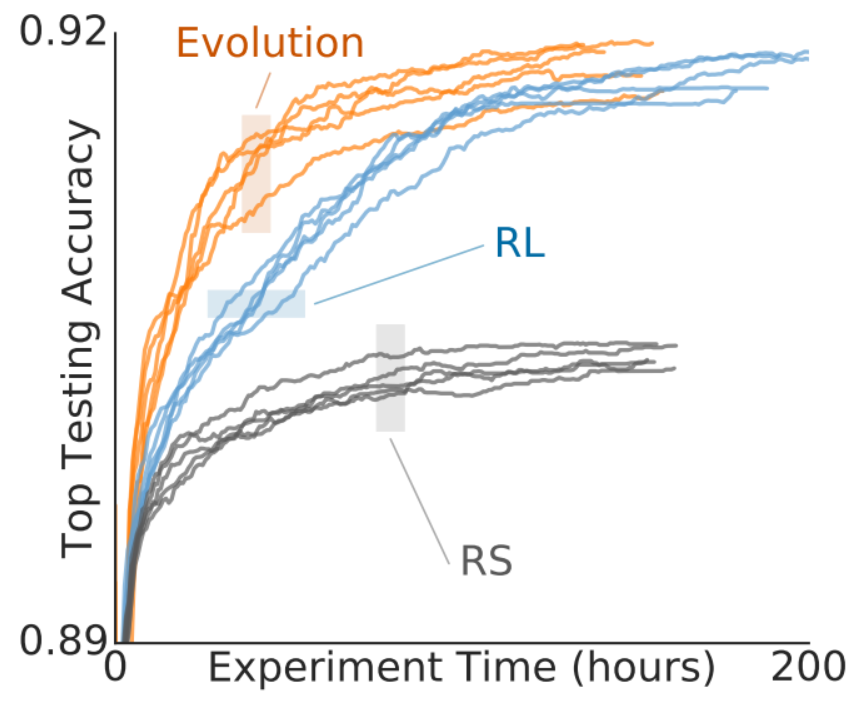 0.92
Evolution
Top Testing Accuracy
RL
RS
0.89
0
Experiment Time (hours)
200